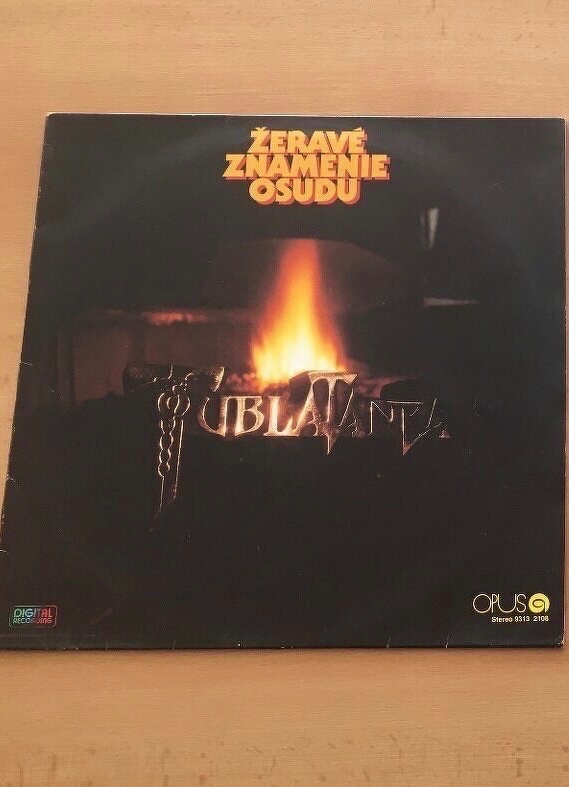 ŽERAVÉ
ZNAMENIE
OSUDU
TUBLATANKA
DIGITAL
RECORDING
OPUS
Stereo 9313 2108